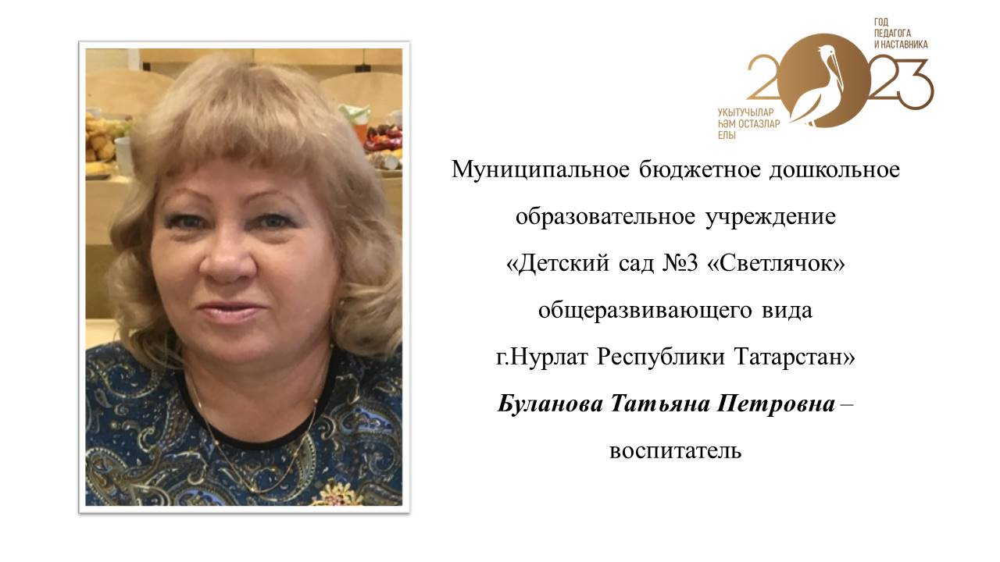 ГОД
ПЕДАГОГА
И НАСТАВНИКА
2023
УКЫТУЧЫЛАР
ҺӘМ ОСТАЗЛАР
ЕЛЫ
Муниципальное бюджетное дошкольное
образовательное учреждение
«Детский сад №3 «Светлячок»
общеразвивающего вида
г.Нурлат Республики Татарстан»
Буланова Татьяна Петровна –
воспитатель